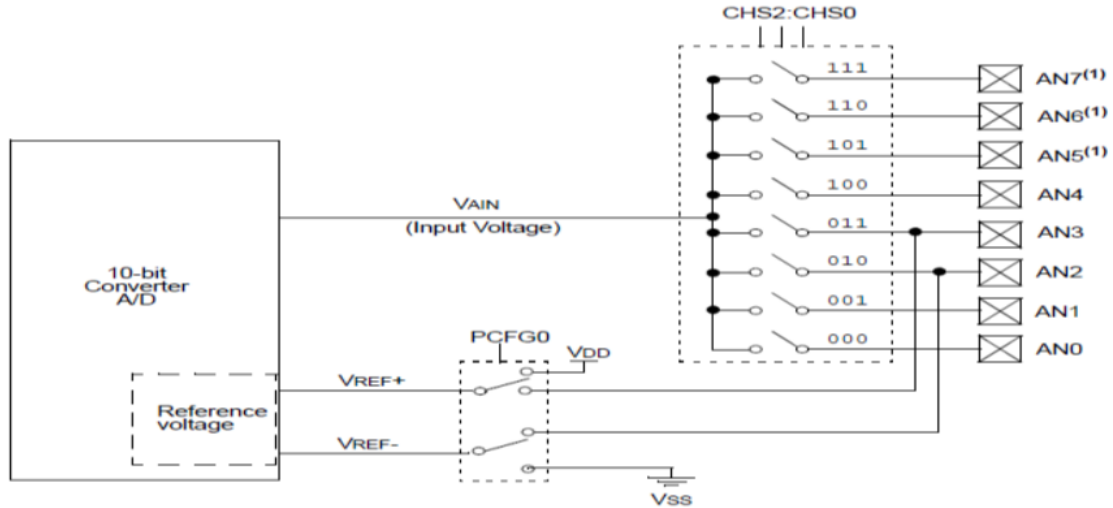 CHS2:CHS0
111
AN7(1)
110
AN6(1)
101
AN5(1)
100
AN4
VAIN
(Input Voltage)
011
AN3
010
AN2
10-bit
Converter
A/D
001
AN1
000
AN0
PCFG0
VDD
VREF+
Reference
voltage
VREF-
VSS